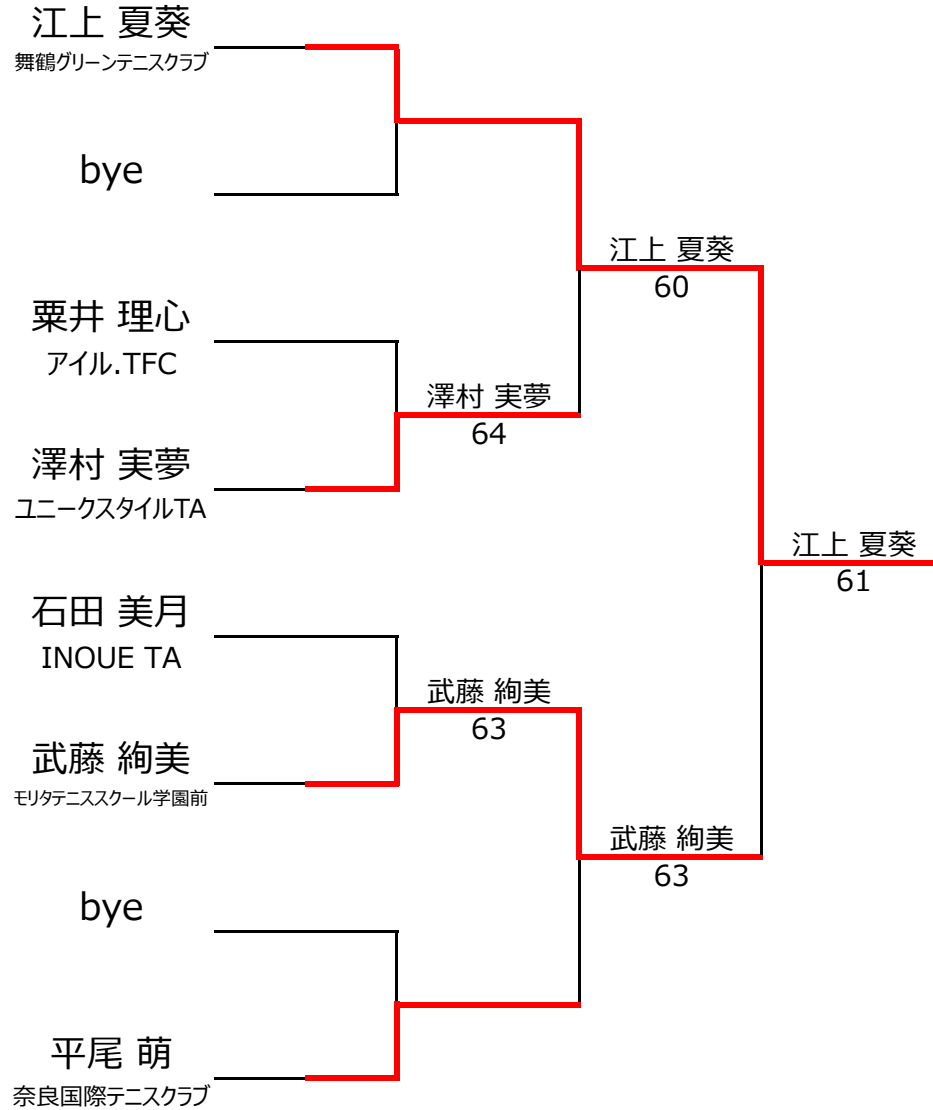 江上 夏葵
舞鶴グリーンテニスクラブ
bye
粟井 理心
アイル.TFC
澤村 実夢
ユニークスタイルTA
石田 美月
INOUE TA
武藤 絢美
モリタテニススクール学園前
bye
平尾 萌
奈良国際テニスクラブ
澤村 実夢
64
武藤 絢美
63
江上 夏葵
60
武藤 絢美
63
江上 夏葵
61